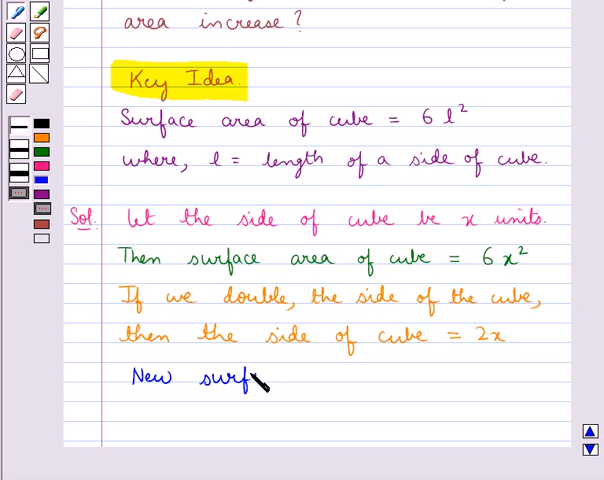 area increase?
Key Idea.
Surface area of cube = 6 l²
where, l = length of a side of cube.
Sol. Let the side of cube be x units.
Then surface area of cube = 6x²
If we double, the side of the cube,
then the side of cube = 2x
New surf